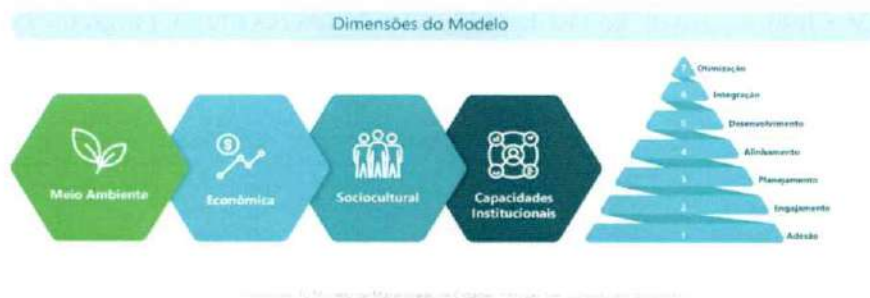 Dimensões do Modelo
Meio Ambiente
Econômica
Sociocultural
Capacidades
Institucionais
7 Otimização
6 Integração
5 Desenvolvimento
4 Alinhamento
3 Planejamento
2 Engajamento
1 Adesão